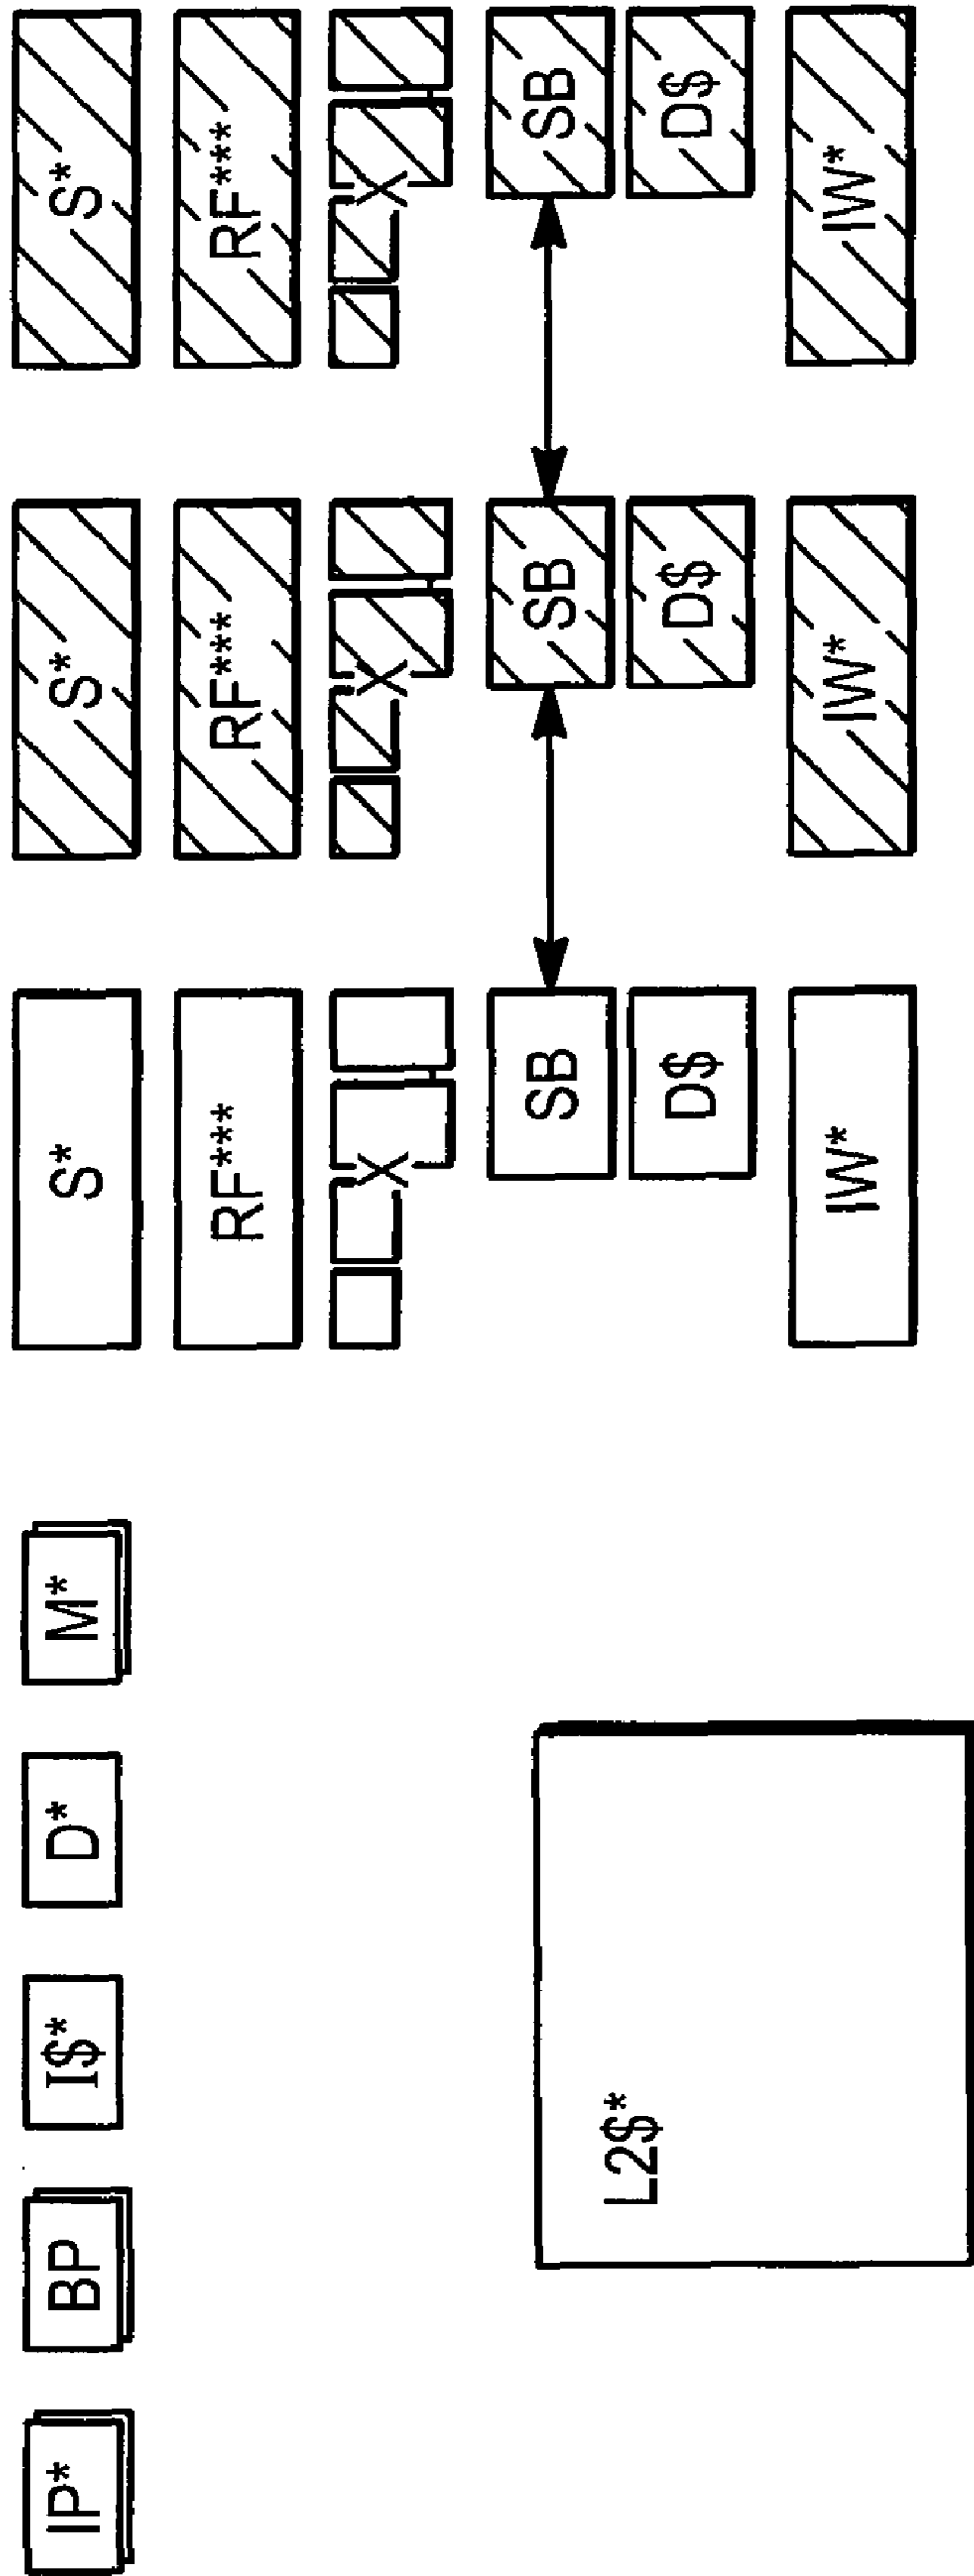 IP* BP I$* D* M* S* S* S*
RF**** RF**** RF****
X X X
SB SB SB
L2$*
D$ D$ D$
IW* IW* IW*